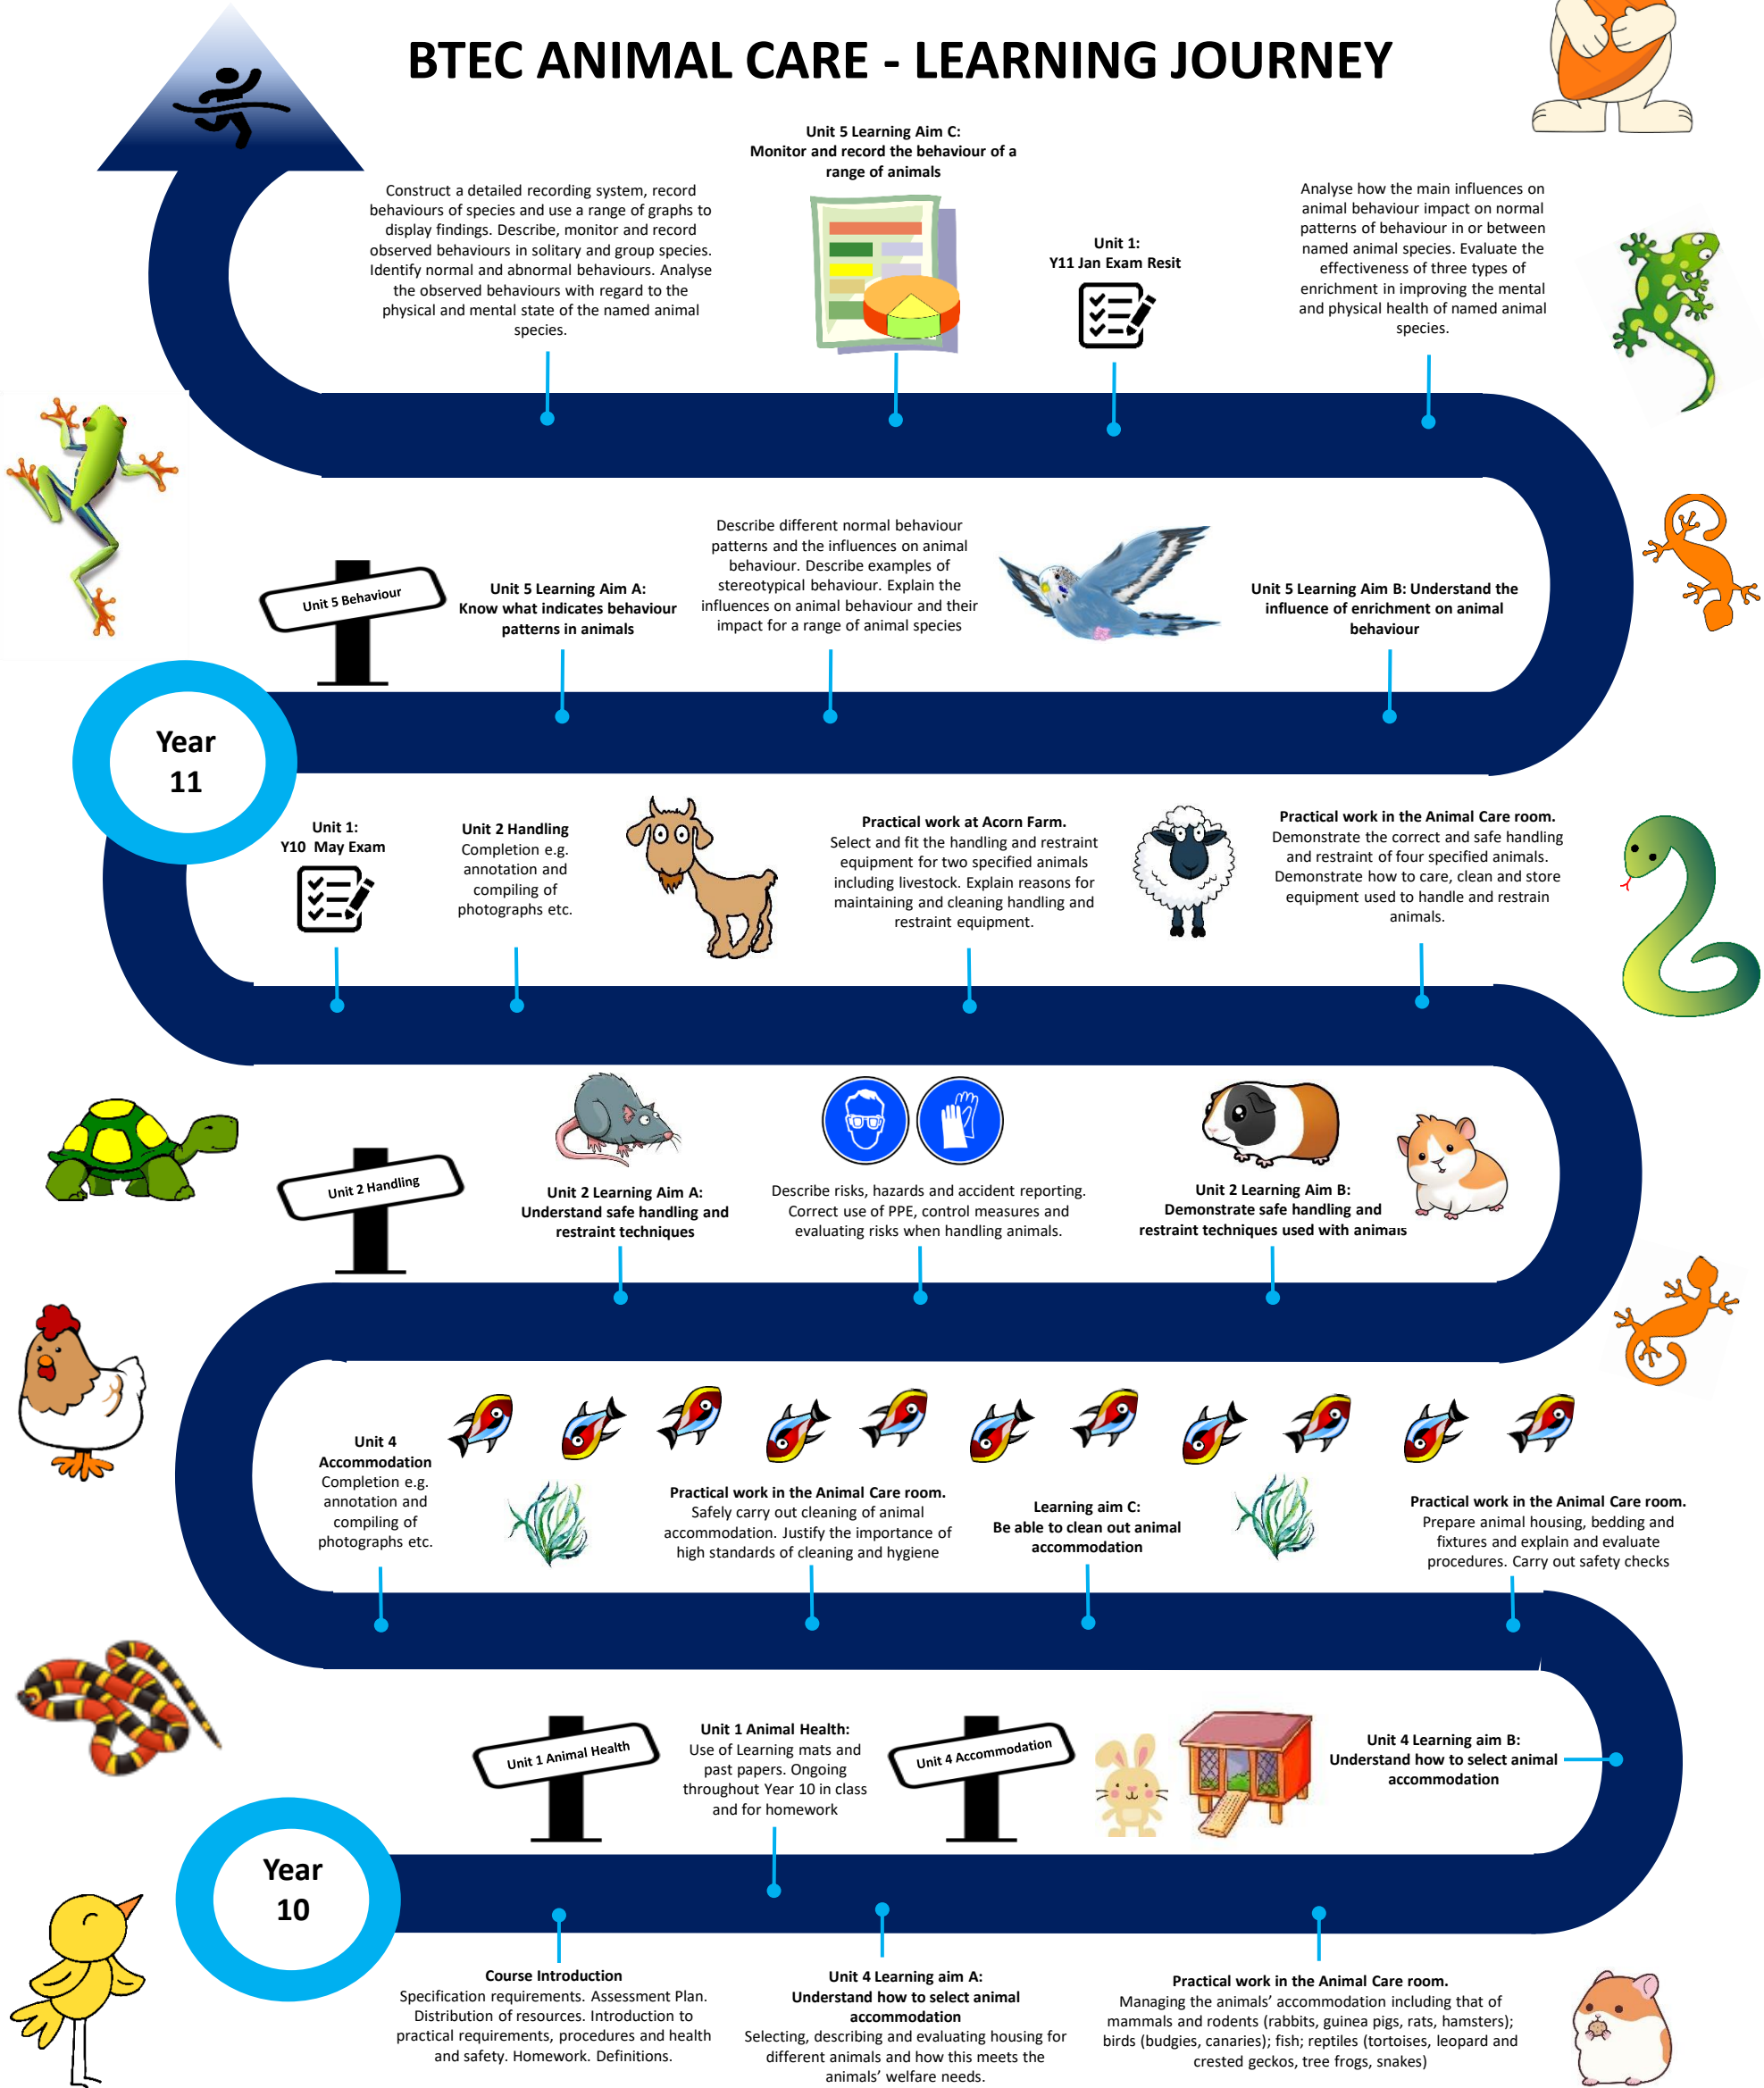 BTEC ANIMAL CARE - LEARNING JOURNEY
Unit 5 Learning Aim C:
Monitor and record the behaviour of a
range of animals
Construct a detailed recording system, record
behaviours of species and use a range of graphs to
display findings. Describe, monitor and record
observed behaviours in solitary and group species.
Identify normal and abnormal behaviours. Analyse
the observed behaviours with regard to the
physical and mental state of the named animal
species.
Unit 1:
Y11 Jan Exam Resit
Analyse how the main influences on
animal behaviour impact on normal
patterns of behaviour in or between
named animal species. Evaluate the
effectiveness of three types of
enrichment in improving the mental
and physical health of named animal
species.
Unit 5 Behaviour
Unit 5 Learning Aim A:
Know what indicates behaviour
patterns in animals
Describe different normal behaviour
patterns and the influences on animal
behaviour. Describe examples of
stereotypical behaviour. Explain the
influences on animal behaviour and their
impact for a range of animal species
Unit 5 Learning Aim B: Understand the
influence of enrichment on animal
behaviour
Year
11
Unit 1:
Y10 May Exam
Unit 2 Handling
Completion e.g.
annotation and
compiling of
photographs etc.
Practical work at Acorn Farm.
Select and fit the handling and restraint
equipment for two specified animals
including livestock. Explain reasons for
maintaining and cleaning handling and
restraint equipment.
Practical work in the Animal Care room.
Demonstrate the correct and safe handling
and restraint of four specified animals.
Demonstrate how to care, clean and store
equipment used to handle and restrain
animals.
Unit 2 Handling
Unit 2 Learning Aim A:
Understand safe handling and
restraint techniques
Describe risks, hazards and accident reporting.
Correct use of PPE, control measures and
evaluating risks when handling animals.
Unit 2 Learning Aim B:
Demonstrate safe handling and
restraint techniques used with animals
Unit 4
Accommodation
Completion e.g.
annotation and
compiling of
photographs etc.
Practical work in the Animal Care room.
Safely carry out cleaning of animal
accommodation. Justify the importance of
high standards of cleaning and hygiene
Learning aim C:
Be able to clean out animal
accommodation
Practical work in the Animal Care room.
Prepare animal housing, bedding and
fixtures and explain and evaluate
procedures. Carry out safety checks
Unit 1 Animal Health
Unit 1 Animal Health:
Use of Learning mats and
past papers. Ongoing
throughout Year 10 in class
and for homework
Unit 4 Accommodation
Unit 4 Learning aim B:
Understand how to select animal
accommodation
Year
10
Course Introduction
Specification requirements. Assessment Plan.
Distribution of resources. Introduction to
practical requirements, procedures and health
and safety. Homework. Definitions.
Unit 4 Learning aim A:
Understand how to select animal
accommodation
Selecting, describing and evaluating housing for
different animals and how this meets the
animals' welfare needs.
Practical work in the Animal Care room.
Managing the animals' accommodation including that of
mammals and rodents (rabbits, guinea pigs, rats, hamsters);
birds (budgies, canaries); fish; reptiles (tortoises, leopard and
crested geckos, tree frogs, snakes)